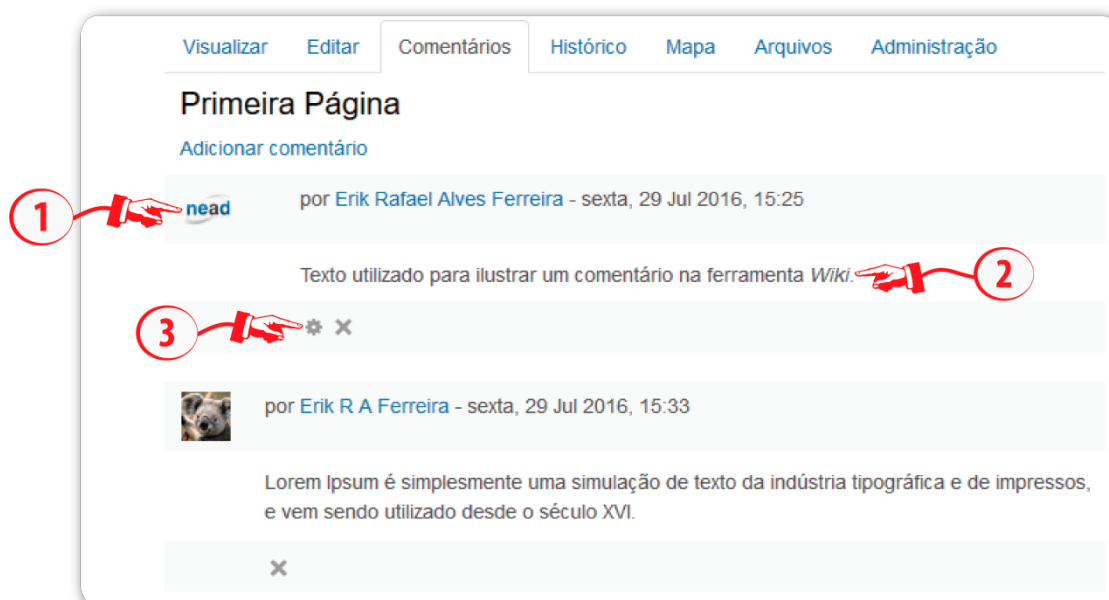 Visualizar Editar Comentários Histórico Mapa Arquivos Administração
Primeira Página
Adicionar comentário
1
nead
por Erik Rafael Alves Ferreira - sexta, 29 Jul 2016, 15:25
Texto utilizado para ilustrar um comentário na ferramenta Wiki.
2
3
por Erik R A Ferreira - sexta, 29 Jul 2016, 15:33
Lorem Ipsum é simplesmente uma simulação de texto da indústria tipográfica e de impressos,
e vem sendo utilizado desde o século XVI.